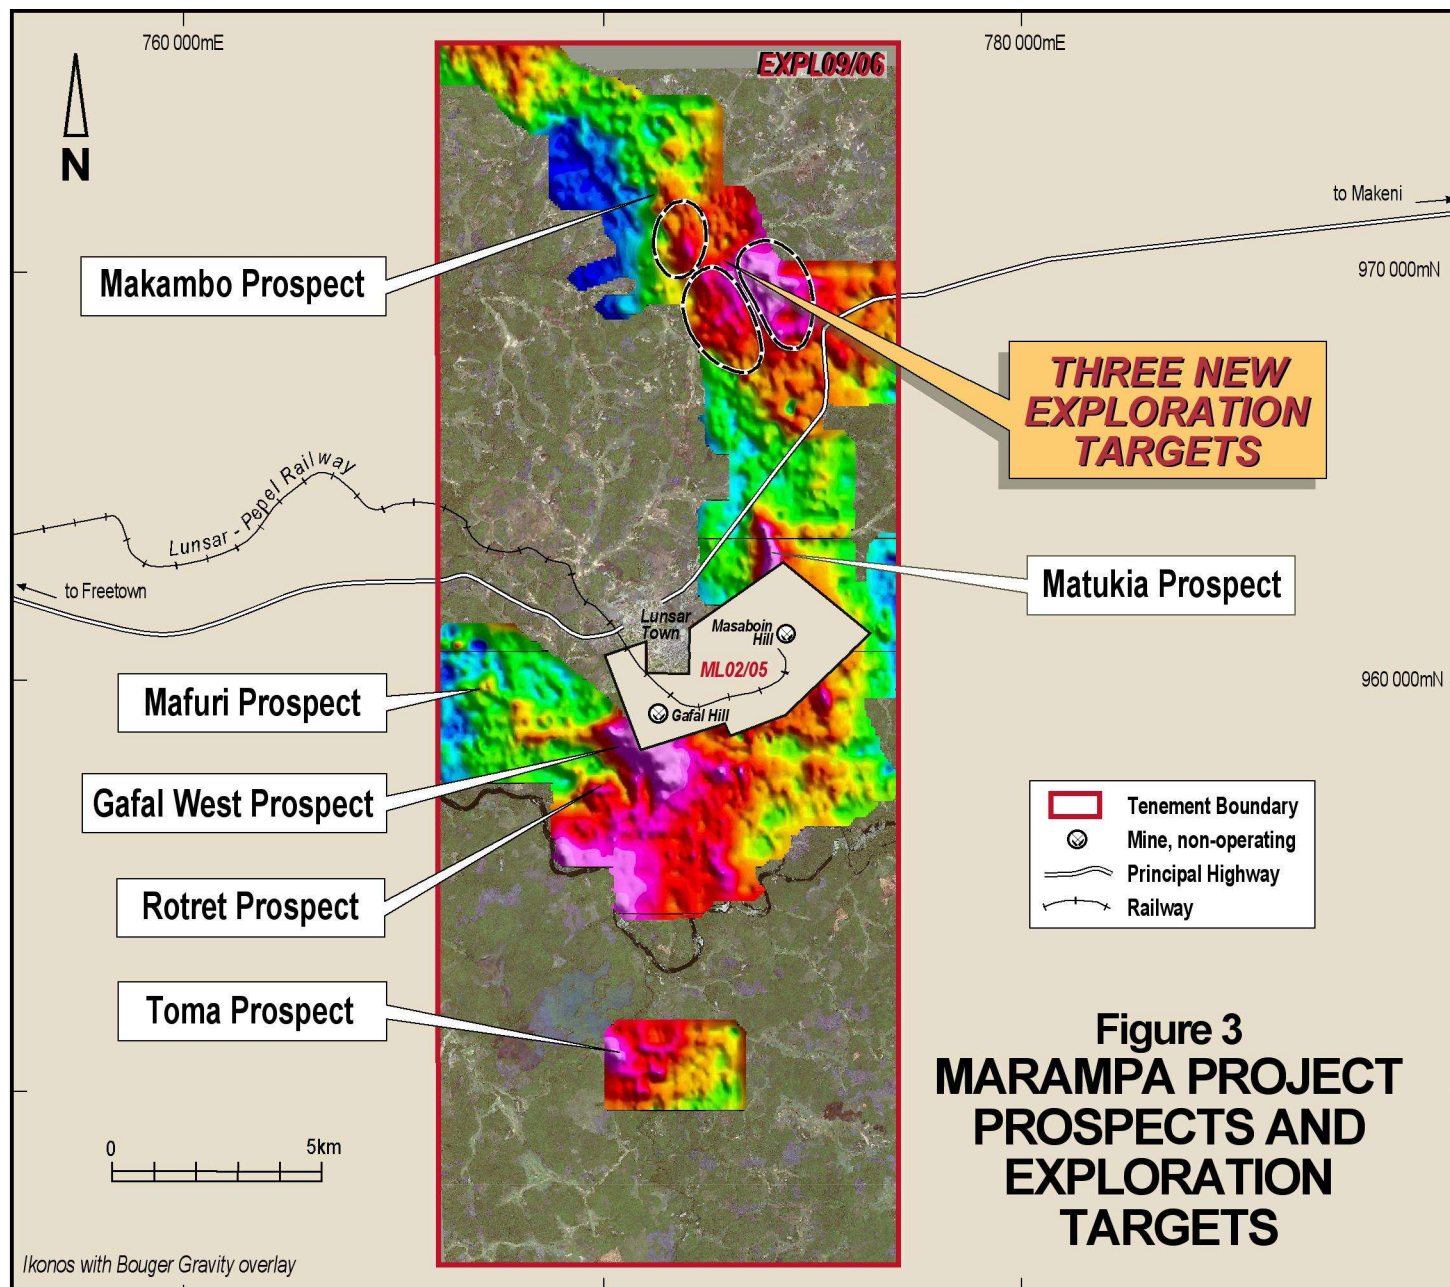 760 000mE
780 000mE
EXPL09/06
N
to Makeni
970 000mN
Makambo Prospect
THREE NEW
EXPLORATION
TARGETS
Lunsar - Pepel Railway
to Freetown
Matukia Prospect
Lunsar
Town
Masaboin
Hill
ML02/05
960 000mN
Mafuri Prospect
Gafal Hill
Gafal West Prospect
Tenement Boundary
Mine, non-operating
Principal Highway
Railway
Rotret Prospect
Toma Prospect
Figure 3
MARAMPA PROJECT
PROSPECTS AND
EXPLORATION
TARGETS
0 5km
Ikonos with Bouger Gravity overlay